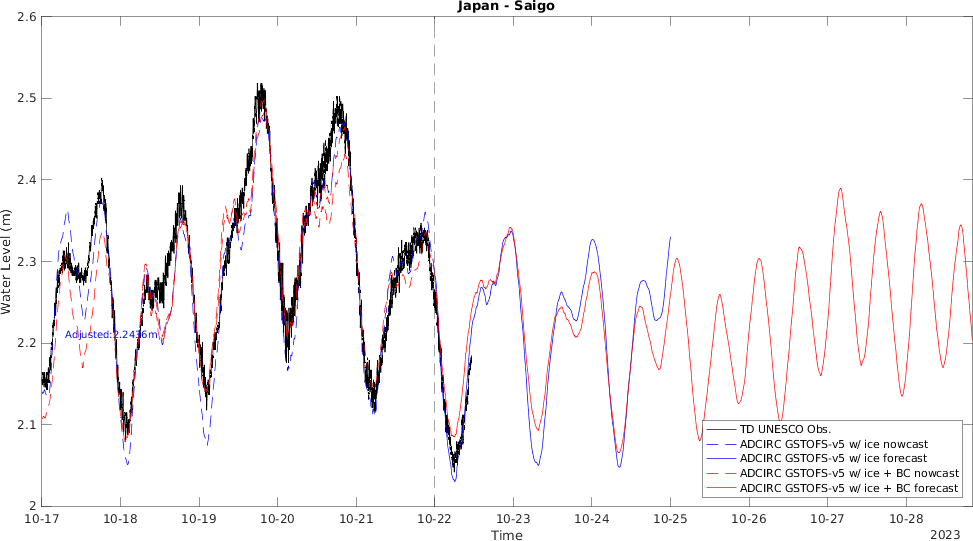 Japan - Saigo
2.6
2.5
2.4
2.3
2.2
2.1
2
Water Level (m)
Adjusted:2.2436m
TD UNESCO Obs.
ADCIRC GSTOFS-v5 w/ ice nowcast
ADCIRC GSTOFS-v5 w/ ice forecast
ADCIRC GSTOFS-v5 w/ ice + BC nowcast
ADCIRC GSTOFS-v5 w/ ice + BC forecast
10-17 10-18 10-19 10-20 10-21 10-22 10-23 10-24 10-25 10-26 10-27 10-28
Time
2023